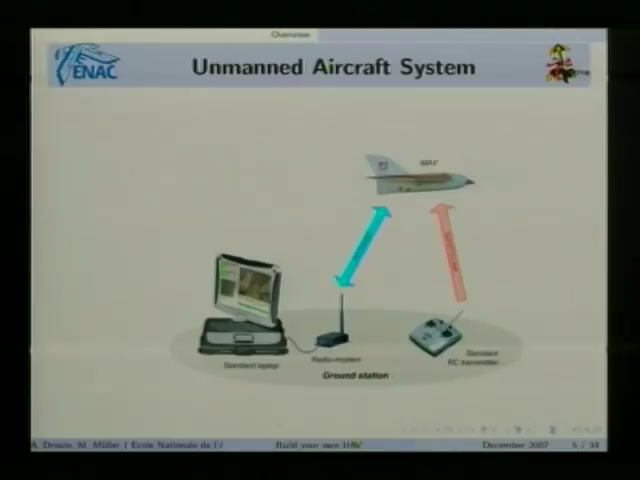 Overview
ENAC
Unmanned Aircraft System
Standard laptop
Radio-modem
Standard
RC transmitter
Ground station
A. Drouin, M. Müller ( Ecole Nationale de l'
Build your own UAV
December 2007
5 / 34